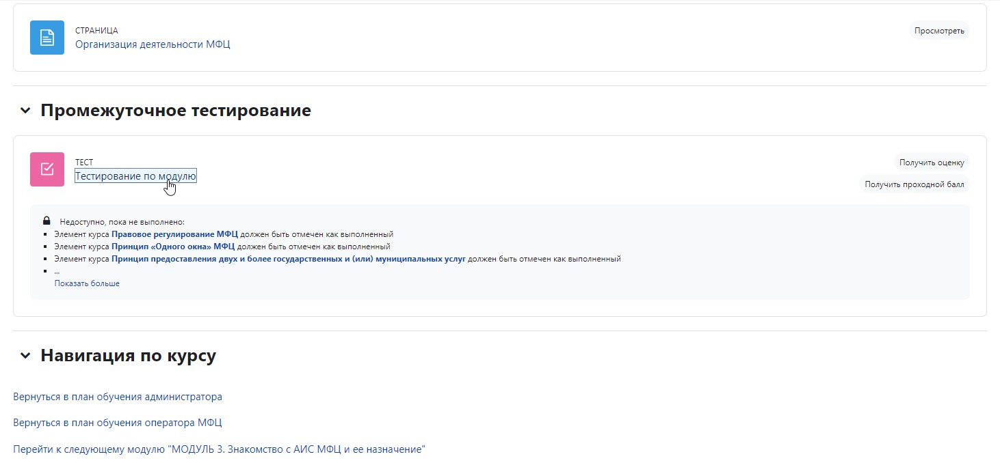 СТРАНИЦА
Просмотреть
Организация деятельности МФЦ
Промежуточное тестирование
ТЕСТ
Получить оценку
Тестирование по модулю
Получить проходной балл
Недоступно, пока не выполнено:
Элемент курса Правовое регулирование МФЦ должен быть отмечен как выполненный
Элемент курса Принцип «Одного окна» МФЦ должен быть отмечен как выполненный
Элемент курса Принцип предоставления двух и более государственных и (или) муниципальных услуг должен быть отмечен как выполненный
...
Показать больше
Навигация по курсу
Вернуться в план обучения администратора
Вернуться в план обучения оператора МФЦ
Перейти к следующему модулю "МОДУЛЬ 3. Знакомство с АИС МФЦ и ее назначение"